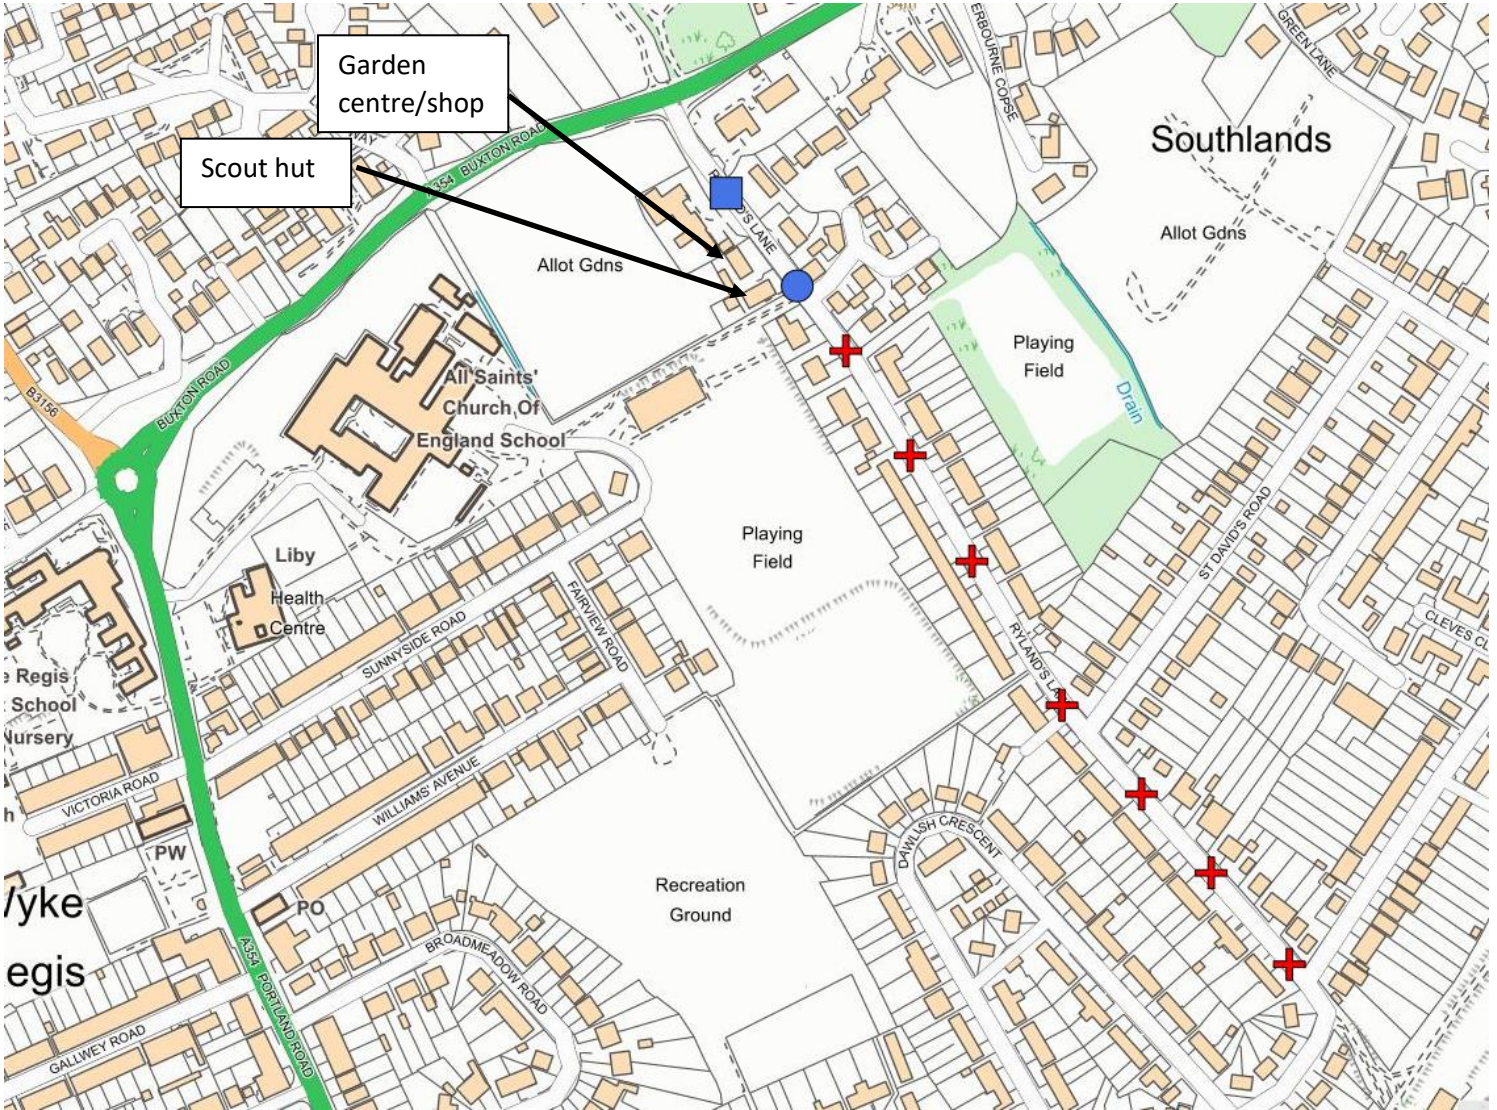 Garden
centre/shop
Scout hut
ERBOURNE COPSE
GREEN LANE
Southlands
Allot Gdns
WAY
A354 BUXTON ROAD
D'S LANE
Allot Gdns
BUXTON ROAD
B3156
All Saints'
Church Of
England School
Playing
Field
Drain
Liby
Health
Centre
Playing
Field
FAIRVIEW ROAD
SUNNYSIDE ROAD
ST DAVID'S ROAD
CLEVES CL
RYLAND'S LA
e Regis
School
Nursery
VICTORIA ROAD
WILLIAMS' AVENUE
PW
h
DAWLISH CRESCENT
Recreation
Ground
PO
Wyke
egis
A354 PORTLAND ROAD
BROADMEADOW ROAD
GALLWEY ROAD